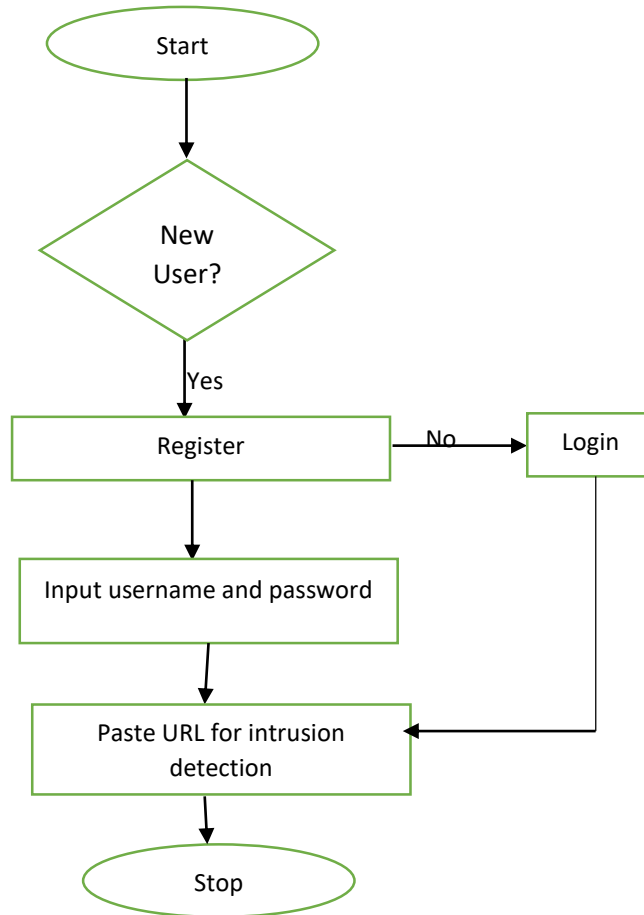 Start
New
User?
Yes
Register
No
Login
Input username and password
Paste URL for intrusion
detection
Stop